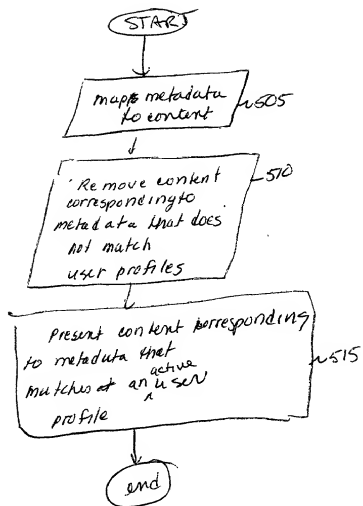 START
maps metadata
to content
505
Remove content
corresponding to
metadata that does
not match
user profiles
510
Present content corresponding
to metadata that
active
matches at an user
profile
515
end